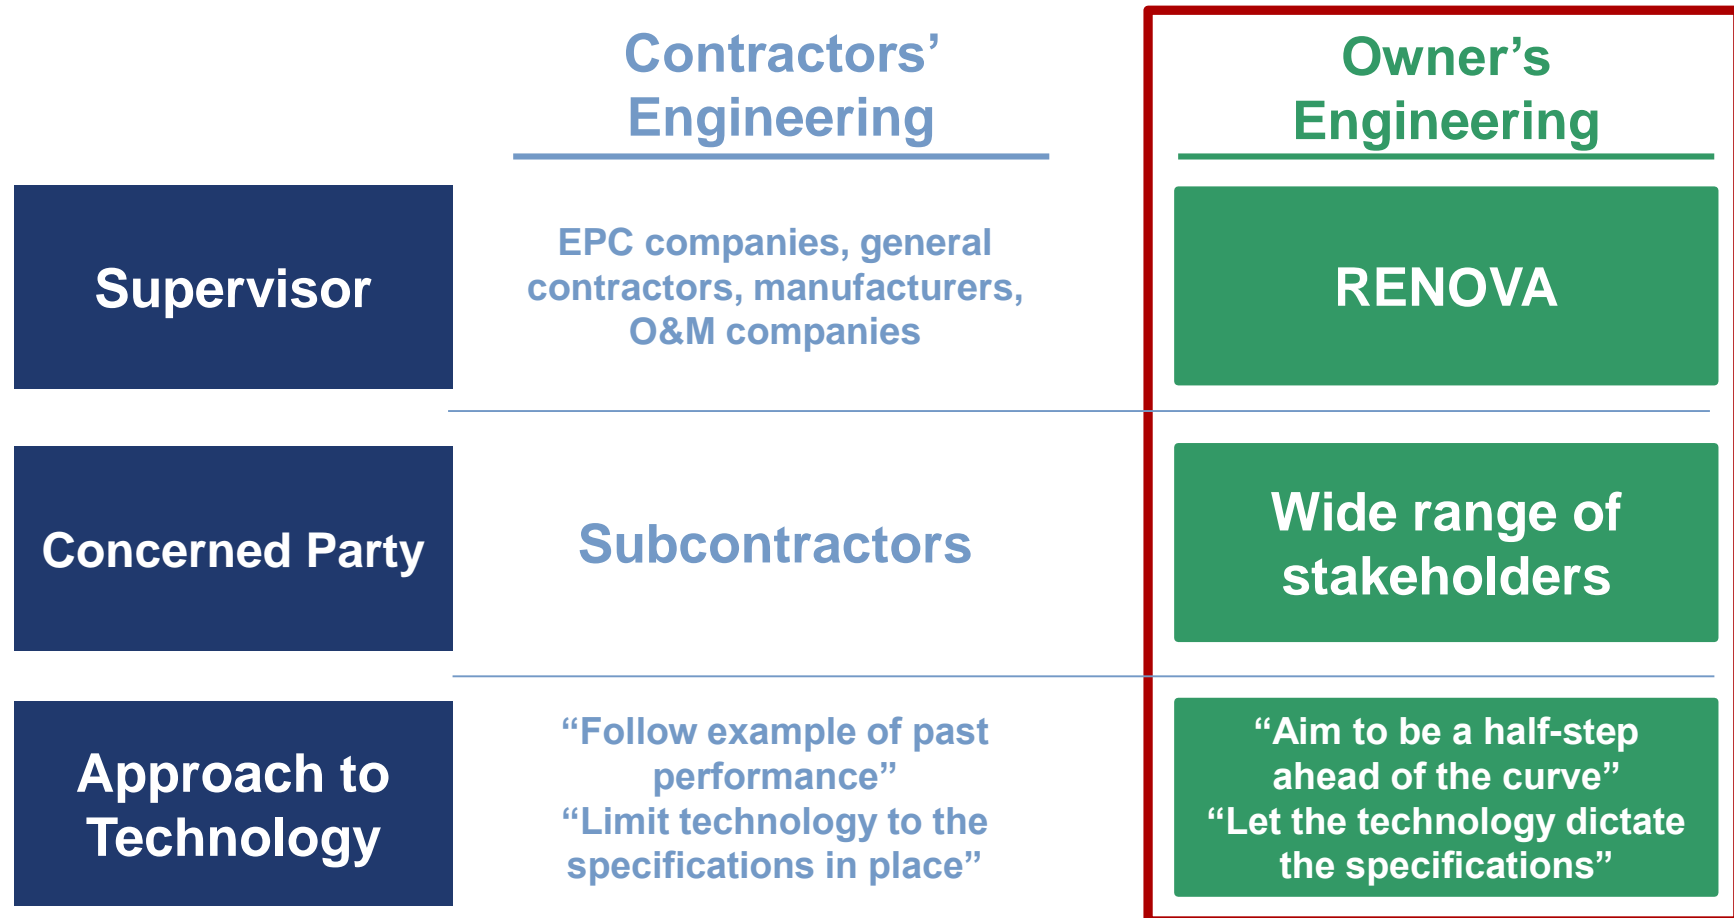 Contractors’
Engineering
Owner’s
Engineering
Supervisor
EPC companies, general
contractors, manufacturers,
O&M companies
RENOVA
Concerned Party
Subcontractors
Wide range of
stakeholders
Approach to
Technology
“Follow example of past
performance”
“Limit technology to the
specifications in place”
“Aim to be a half-step
ahead of the curve”
“Let the technology dictate
the specifications”